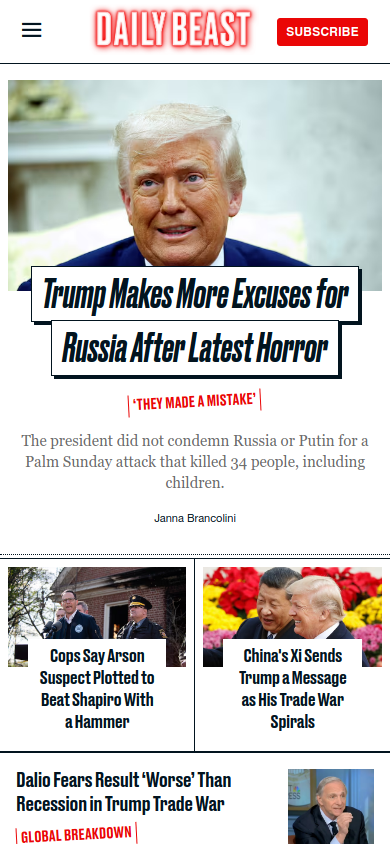 DAILY BEAST
SUBSCRIBE
Trump Makes More Excuses for
Russia After Latest Horror
‘THEY MADE A MISTAKE’
The president did not condemn Russia or Putin for a
Palm Sunday attack that killed 34 people, including
children.
Janna Brancolini
Cops Say Arson
Suspect Plotted to
Beat Shapiro With
a Hammer
China's Xi Sends
Trump a Message
as His Trade War
Spirals
Dalio Fears Result ‘Worse’ Than
Recession in Trump Trade War
GLOBAL BREAKDOWN